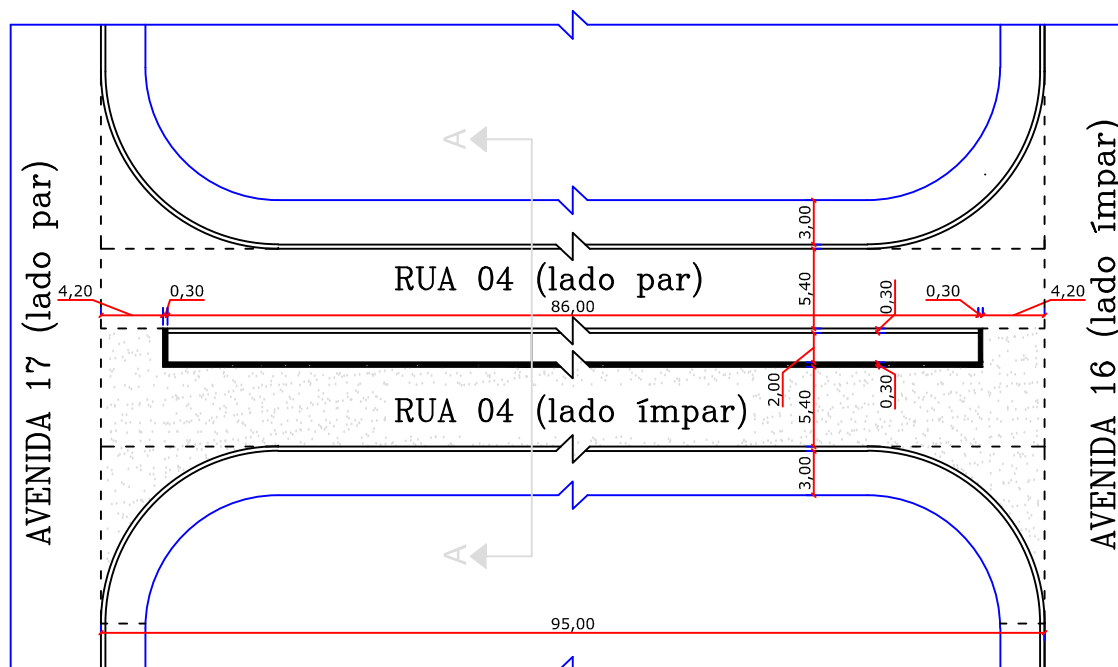 A
3,00
RUA 04 (lado par)
AVENIDA 17 (lado par)
AVENIDA 16 (lado ímpar)
4,20
0,30
86,00
5,40
0,30
0,30
4,20
2,00
5,40
0,30
RUA 04 (lado ímpar)
3,00
A
95,00